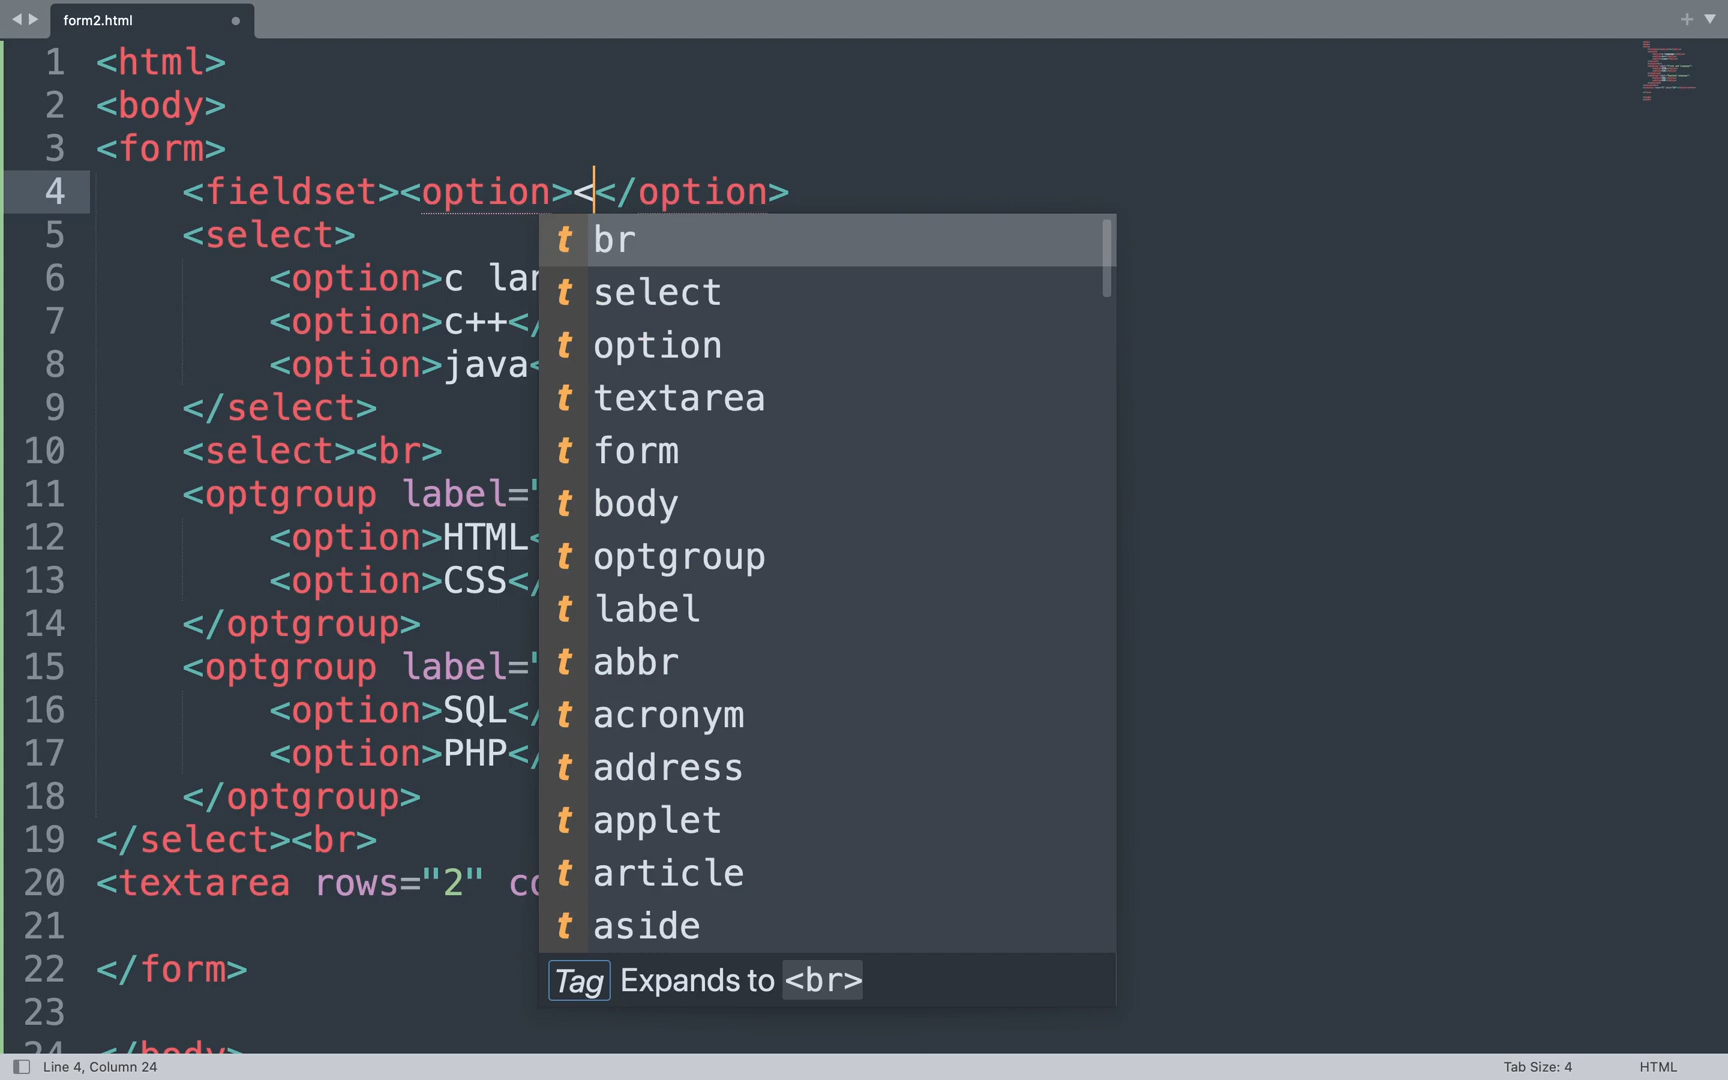 form2.html
1 <html>
2 <body>
3 <form>
4 <fieldset><option><</option>
5 <select>
6 <option>c lan
7 <option>c++</
8 <option>java<
9 </select>
10 <select><br>
11 <optgroup label="
12 <option>HTML<
13 <option>CSS</
14 </optgroup>
15 <optgroup label="
16 <option>SQL</
17 <option>PHP</
18 </optgroup>
19 </select><br>
20 <textarea rows="2" co
21
22 </form>
23
24 </body>
t br
t select
t option
t textarea
t form
t body
t optgroup
t label
t abbr
t acronym
t address
t applet
t article
t aside
Tag Expands to <br>
Line 4, Column 24
Tab Size: 4
HTML